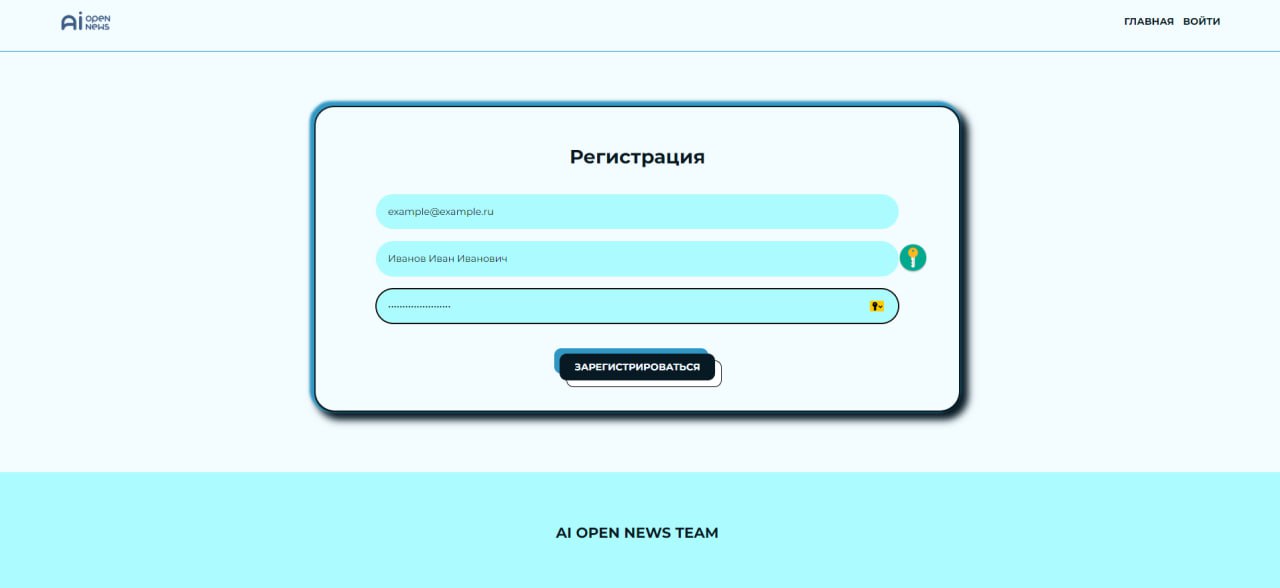 Ai open news
ГЛАВНАЯ ВОЙТИ
Регистрация
example@example.ru
Иванов Иван Иванович
ЗАРЕГИСТРИРОВАТЬСЯ
AI OPEN NEWS TEAM